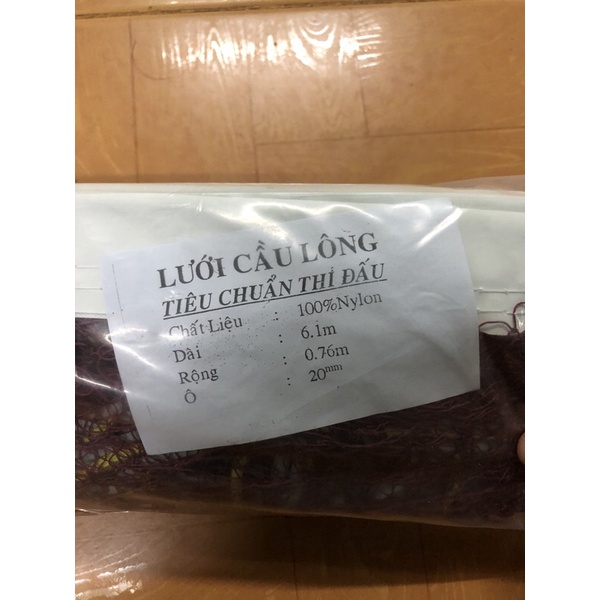 LƯỚI CẦU LÔNG
TIÊU CHUẨN THI ĐẤU
Chất Liệu : 100%Nylon
Dài : 6.1m
Rộng : 0.76m
Ô : 20mm